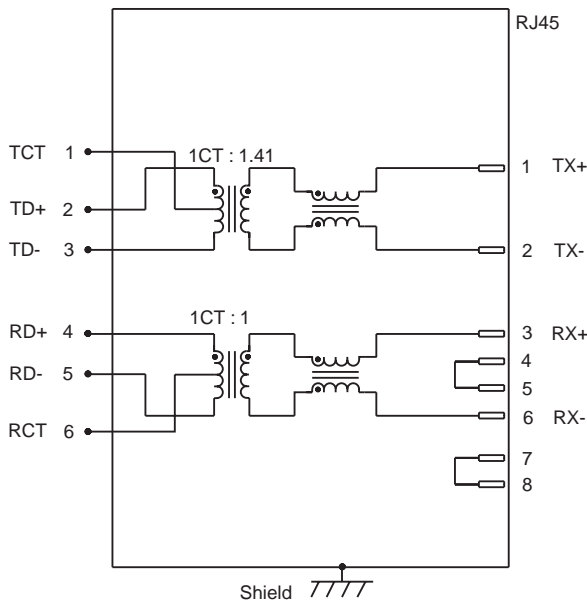 RJ45
TCT 1
1CT : 1.41
1 TX+
TD+ 2
TD- 3
2 TX-
1CT : 1
RD+ 4
3 RX+
4
RD- 5
5
6 RX-
RCT 6
7
8
Shield